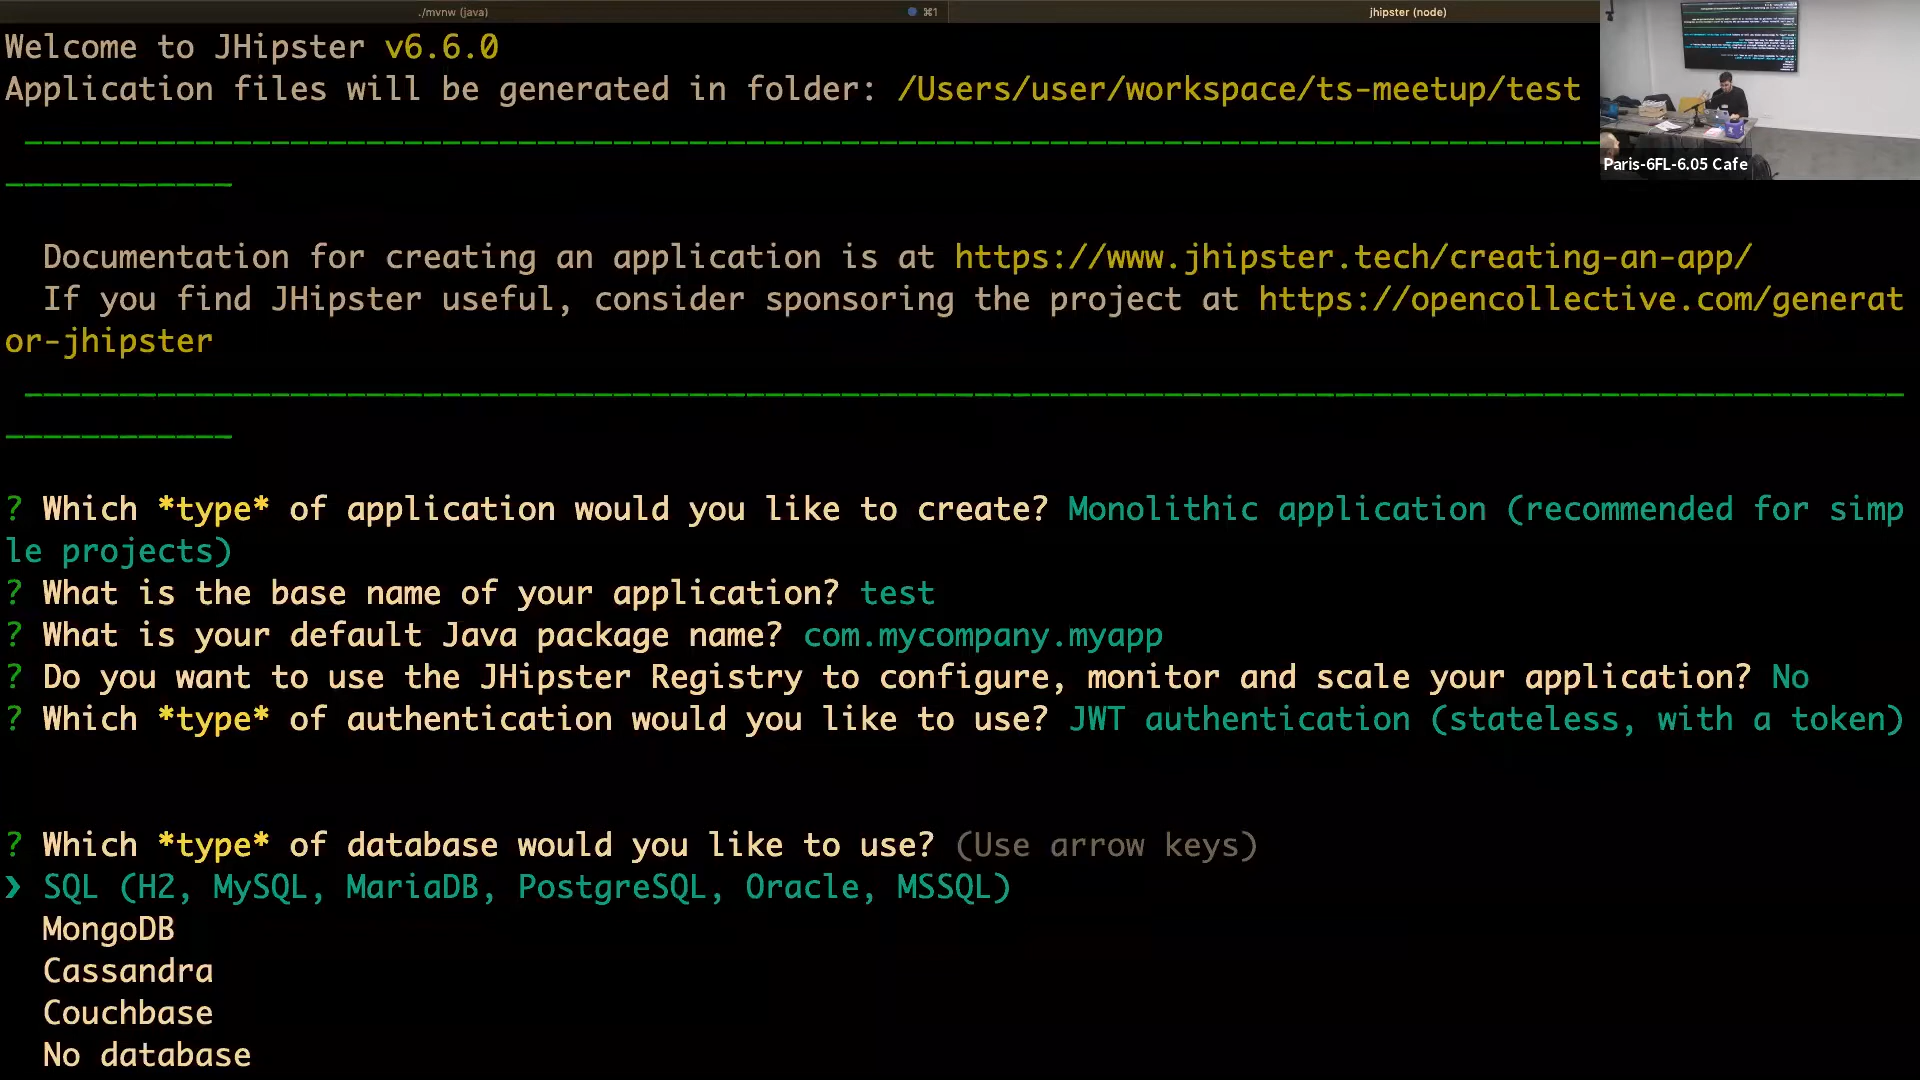 ./mvnw (java)
⌘1
jhipster (node)
Welcome to JHipster v6.6.0
Application files will be generated in folder: /Users/user/workspace/ts-meetup/test
Paris-6FL-6.05 Cafe
Documentation for creating an application is at https://www.jhipster.tech/creating-an-app/
If you find JHipster useful, consider sponsoring the project at https://opencollective.com/generat
or-jhipster
? Which *type* of application would you like to create? Monolithic application (recommended for simp
le projects)
? What is the base name of your application? test
? What is your default Java package name? com.mycompany.myapp
? Do you want to use the JHipster Registry to configure, monitor and scale your application? No
? Which *type* of authentication would you like to use? JWT authentication (stateless, with a token)
? Which *type* of database would you like to use? (Use arrow keys)
❯ SQL (H2, MySQL, MariaDB, PostgreSQL, Oracle, MSSQL)
MongoDB
Cassandra
Couchbase
No database